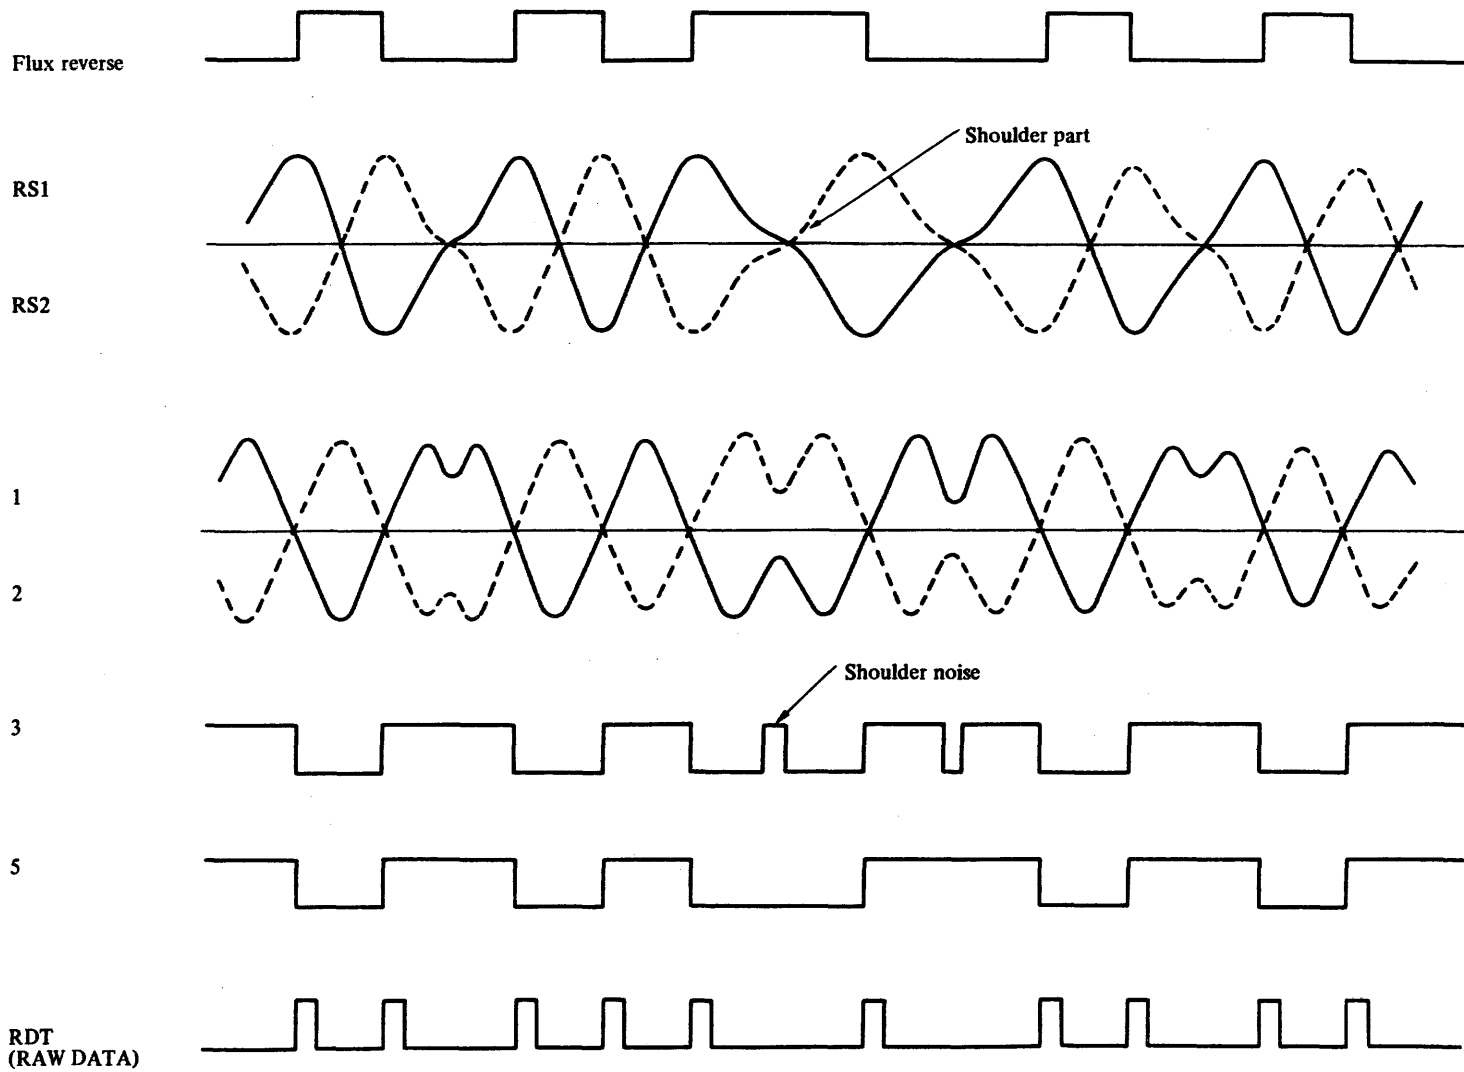 Flux reverse
Shoulder part
RS1
RS2
1
2
Shoulder noise
3
5
RDT
(RAW DATA)